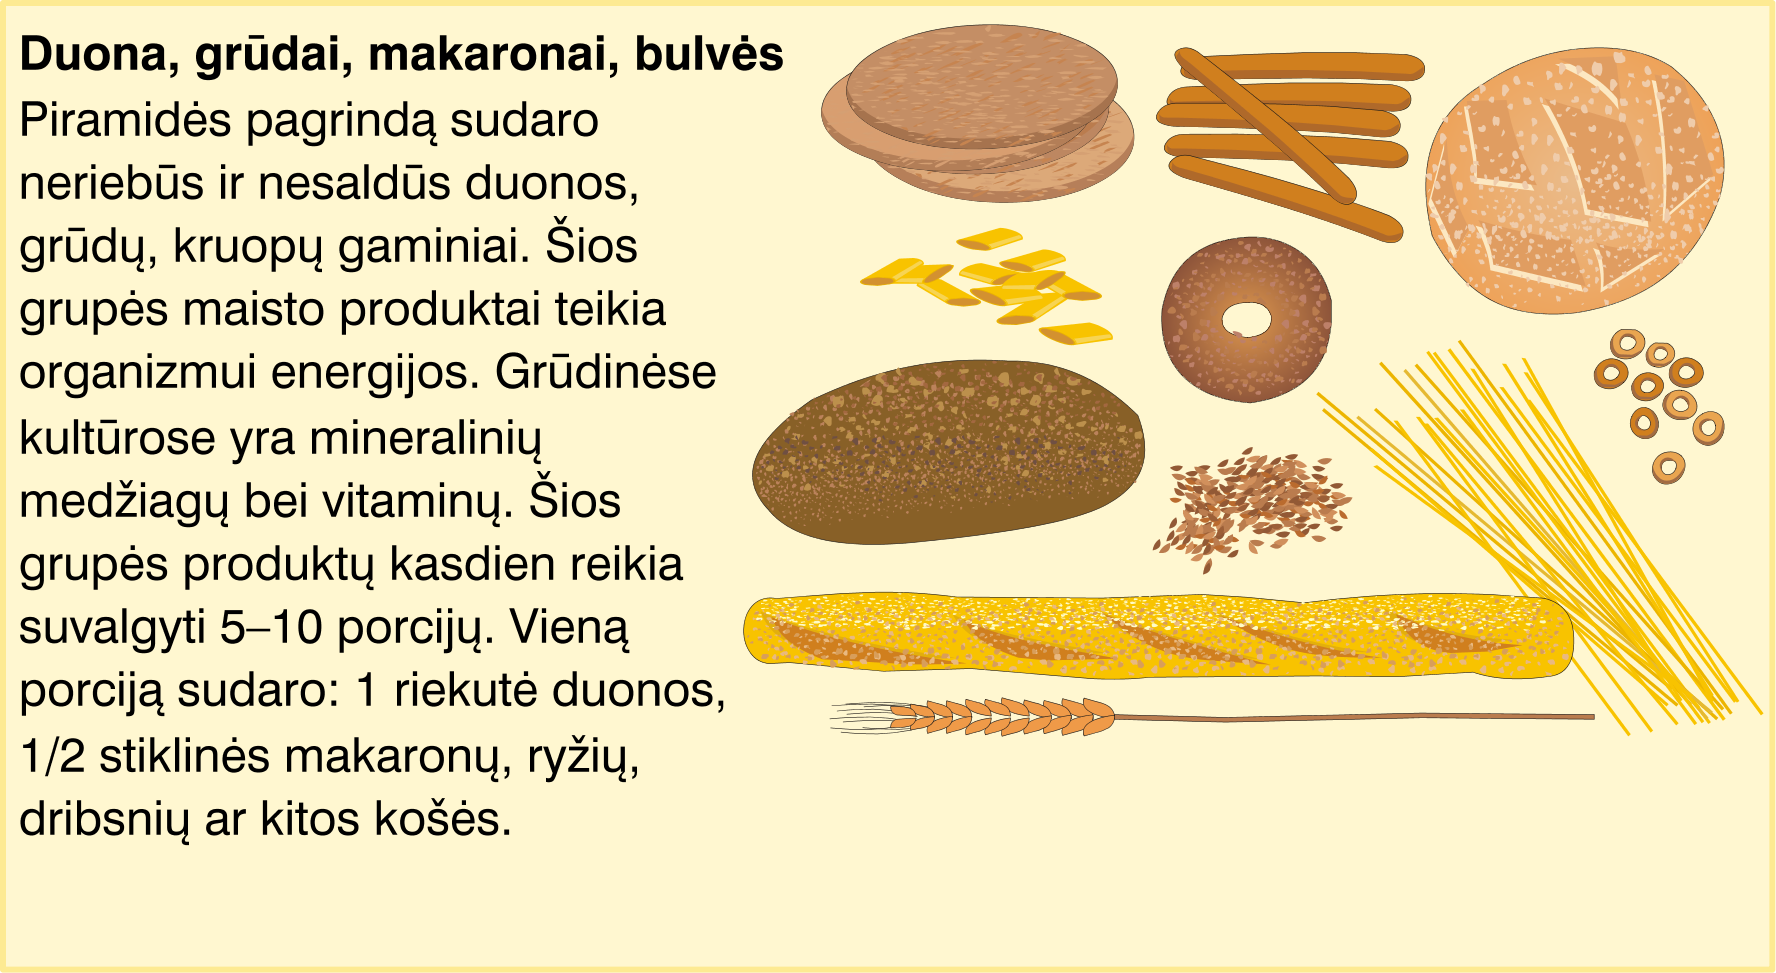 Duona, grūdai, makaronai, bulvės
Piramidės pagrindą sudaro
neriebūs ir nesaldūs duonos,
grūdų, kruopų gaminiai. Šios
grupės maisto produktai teikia
organizmui energijos. Grūdinėse
kultūrose yra mineralinių
medžiagų bei vitaminų. Šios
grupės produktų kasdien reikia
suvalgyti 5–10 porcijų. Vieną
porciją sudaro: 1 riekutė duonos,
1/2 stiklinės makaronų, ryžių,
dribsnių ar kitos košės.